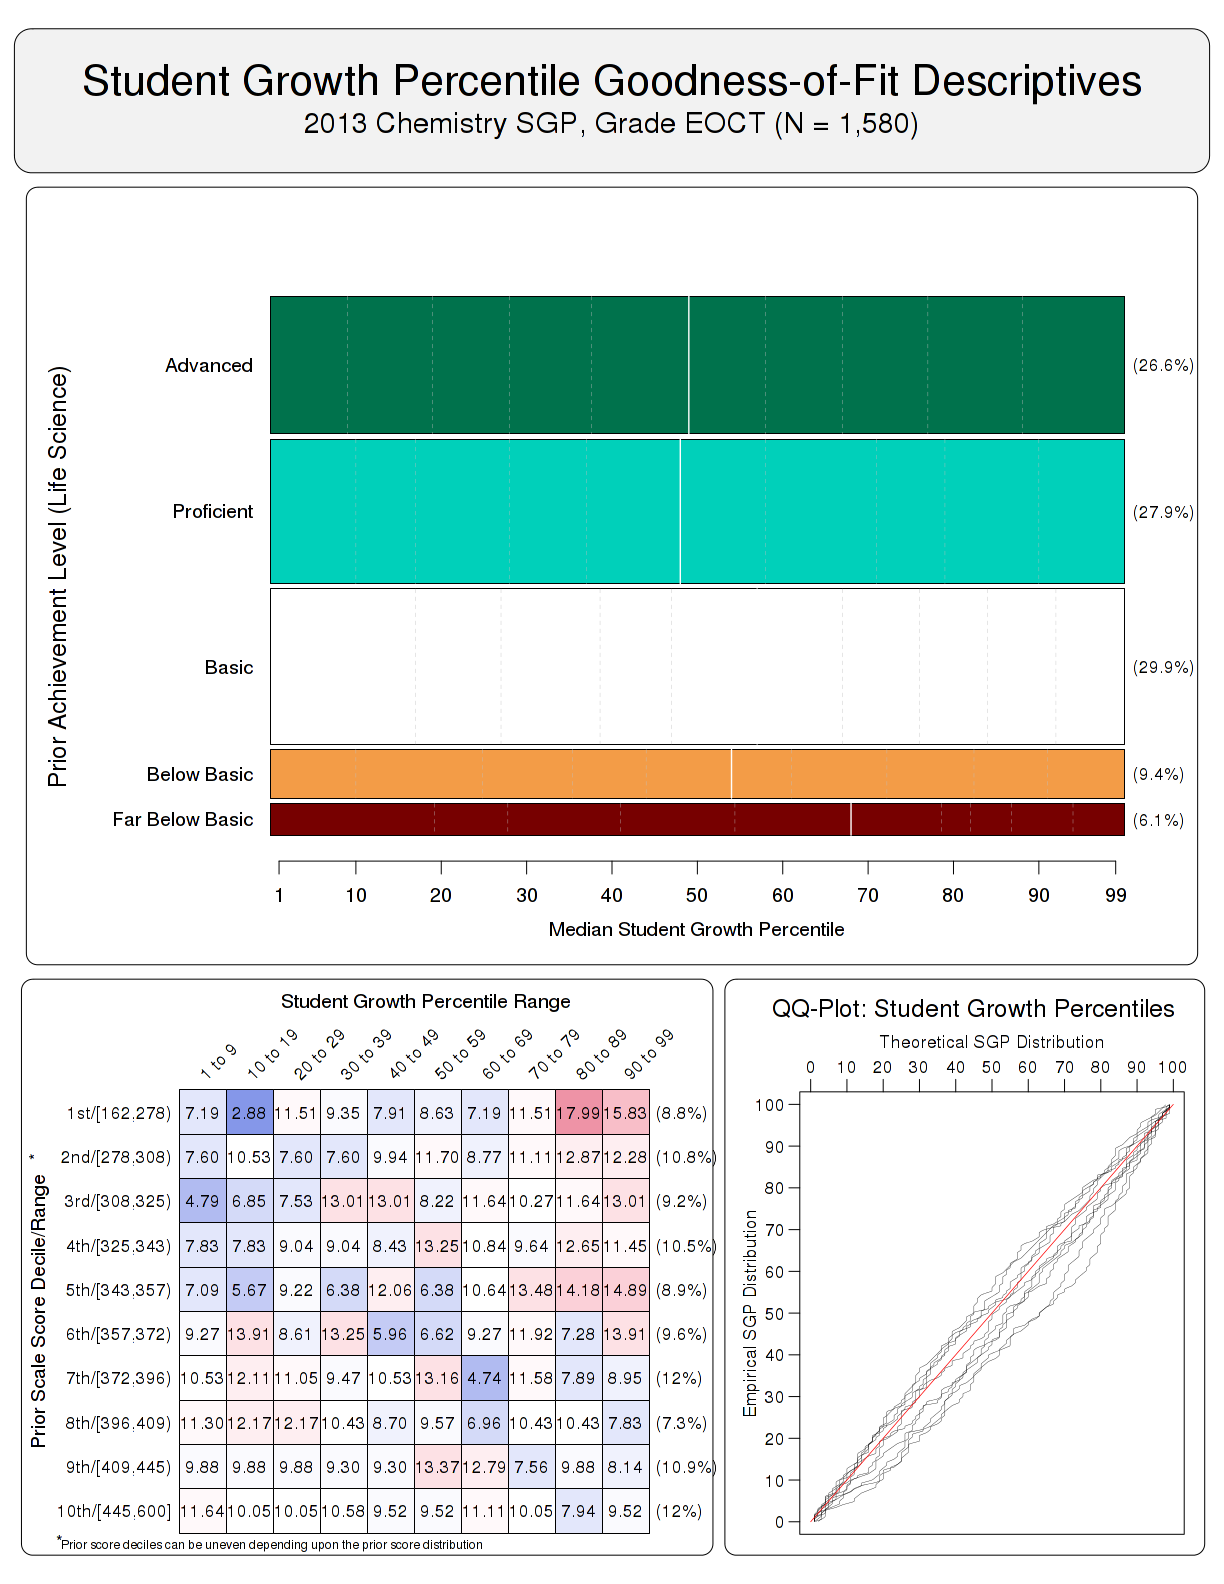 Student Growth Percentile Goodness-of-Fit Descriptives
2013 Chemistry SGP, Grade EOCT (N = 1,580)
Prior Achievement Level (Life Science)
Advanced (26.6%)
Proficient (27.9%)
Basic (29.9%)
Below Basic (9.4%)
Far Below Basic (6.1%)
1 10 20 30 40 50 60 70 80 90 99
Median Student Growth Percentile
Student Growth Percentile Range
1 to 9 10 to 19 20 to 29 30 to 39 40 to 49 50 to 59 60 to 69 70 to 79 80 to 89 90 to 99
Prior Scale Score Decile/Range *
1st/[162,278) 7.19 2.88 11.51 9.35 7.91 8.63 7.19 11.51 17.99 15.83 (8.8%)
2nd/[278,308) 7.60 10.53 7.60 7.60 9.94 11.70 8.77 11.11 12.87 12.28 (10.8%)
3rd/[308,325) 4.79 6.85 7.53 13.01 13.01 8.22 11.64 10.27 11.64 13.01 (9.2%)
4th/[325,343) 7.83 7.83 9.04 9.04 8.43 13.25 10.84 9.64 12.65 11.45 (10.5%)
5th/[343,357) 7.09 5.67 9.22 6.38 12.06 6.38 10.64 13.48 14.18 14.89 (8.9%)
6th/[357,372) 9.27 13.91 8.61 13.25 5.96 6.62 9.27 11.92 7.28 13.91 (9.6%)
7th/[372,396) 10.53 12.11 11.05 9.47 10.53 13.16 4.74 11.58 7.89 8.95 (12%)
8th/[396,409) 11.30 12.17 12.17 10.43 8.70 9.57 6.96 10.43 10.43 7.83 (7.3%)
9th/[409,445) 9.88 9.88 9.88 9.30 9.30 13.37 12.79 7.56 9.88 8.14 (10.9%)
10th/[445,600] 11.64 10.05 10.05 10.58 9.52 9.52 11.11 10.05 7.94 9.52 (12%)
*Prior score deciles can be uneven depending upon the prior score distribution
QQ-Plot: Student Growth Percentiles
Theoretical SGP Distribution
0 10 20 30 40 50 60 70 80 90 100
Empirical SGP Distribution
100
90
80
70
60
50
40
30
20
10
0